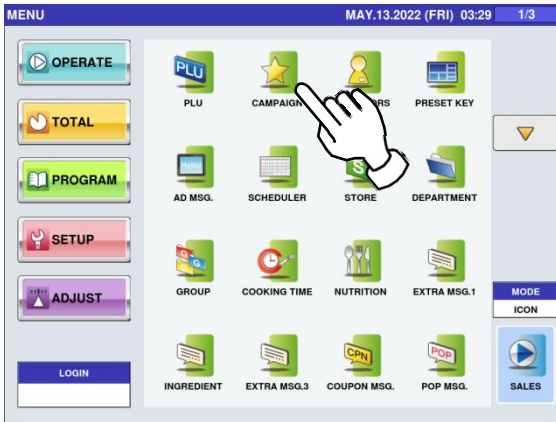 MENU
MAY.13.2022 (FRI) 03:29
1/3
OPERATE
TOTAL
PROGRAM
SETUP
ADJUST
LOGIN
PLU
PLU
CAMPAIGN
RS
PRESET KEY
AD MSG.
SCHEDULER
S
STORE
DEPARTMENT
GROUP
COOKING TIME
NUTRITION
EXTRA MSG.1
INGREDIENT
EXTRA MSG.3
CPN
COUPON MSG.
POP
POP MSG.
MODE
ICON
SALES